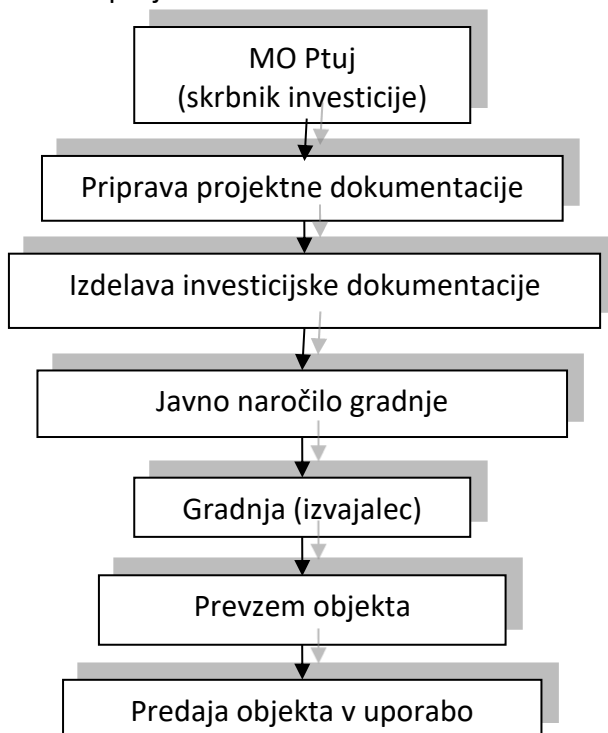 MO Ptuj
(skrbnik investicije)
Priprava projektne dokumentacije
Izdelava investicijske dokumentacije
Javno naročilo gradnje
Gradnja (izvajalec)
Prevzem objekta
Predaja objekta v uporabo